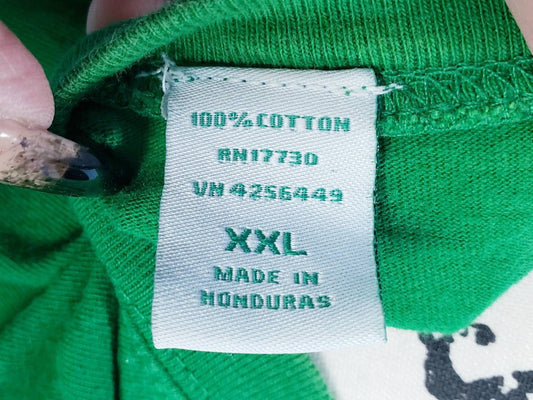 100% COTTON
RN17730
VN 4256449
XXL
MADE IN
HONDURAS